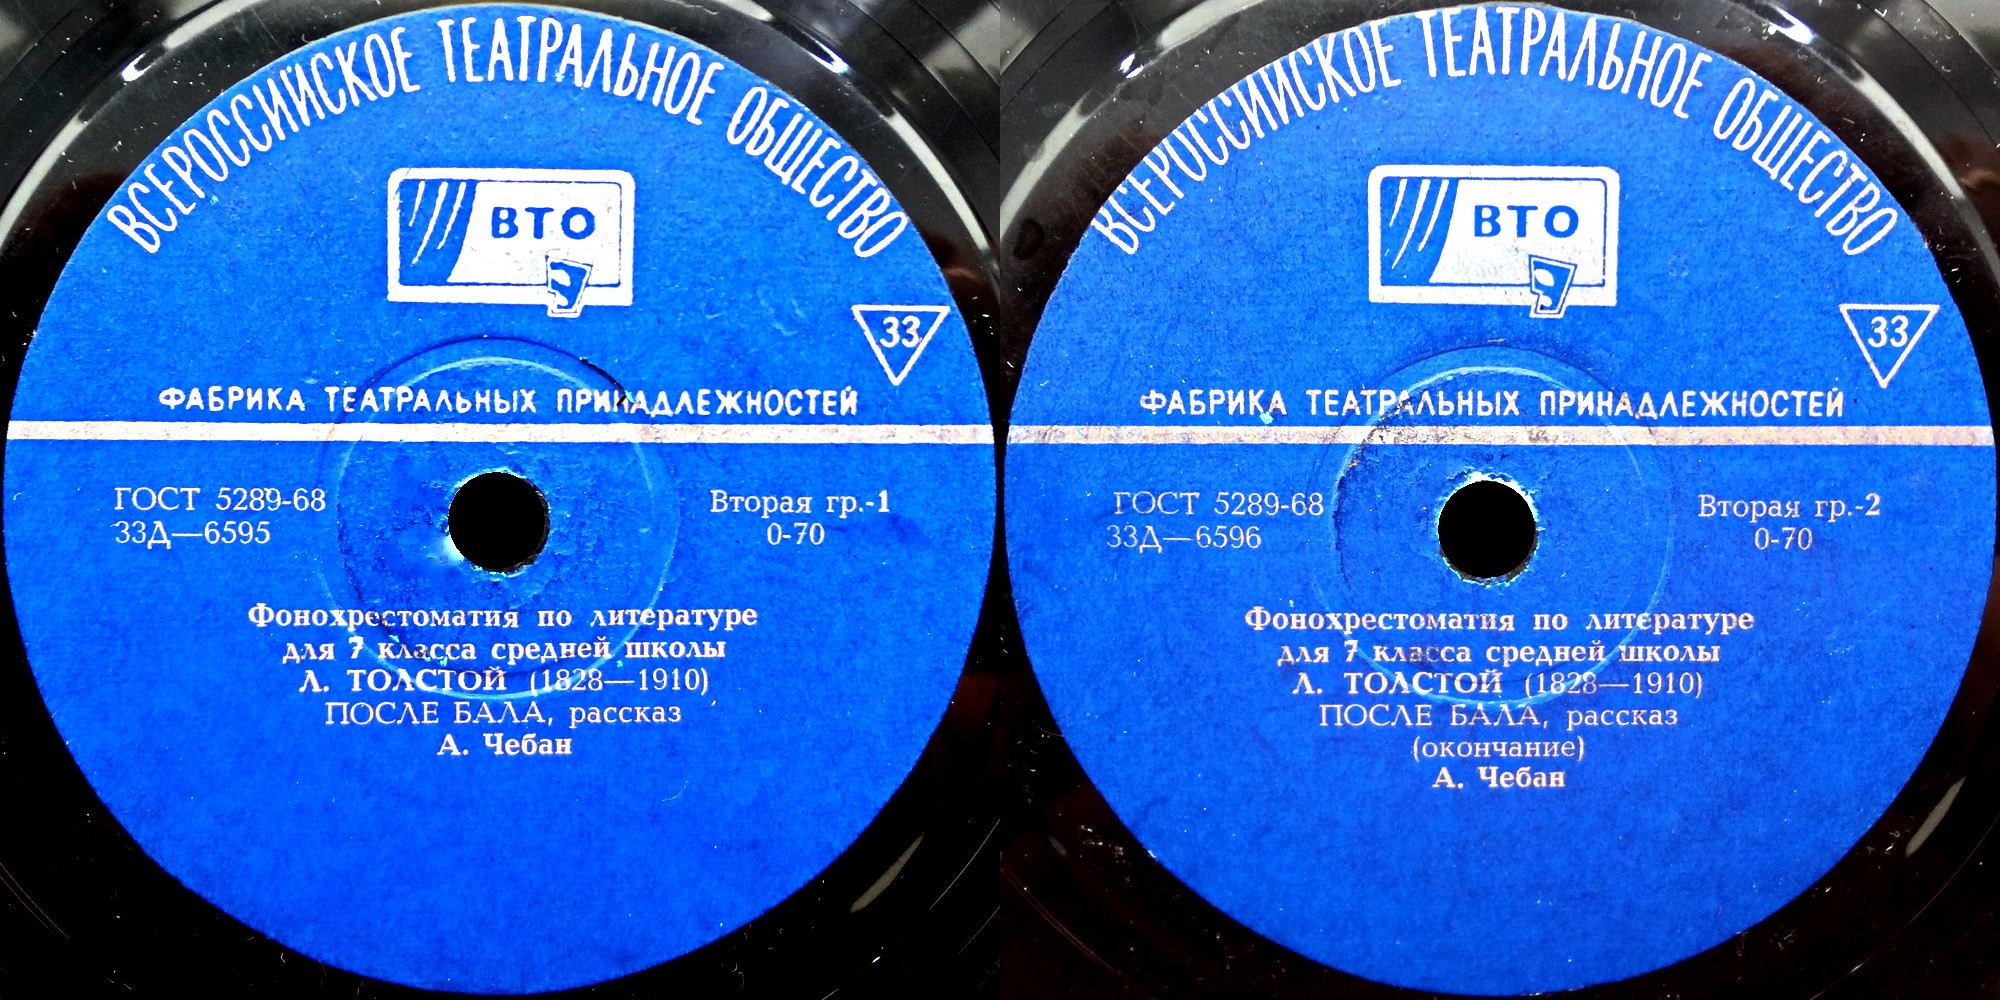 ВСЕРОССИЙСКОЕ ТЕАТРАЛЬНОЕ ОБЩЕСТВО
ВТО
33
ФАБРИКА ТЕАТРАЛЬНЫХ ПРИНАДЛЕЖНОСТЕЙ
ГОСТ 5289-68
33Д—6595
Вторая гр.-1
0-70
Фонохрестоматия по литературе
для 7 класса средней школы
Л. ТОЛСТОЙ (1828—1910)
ПОСЛЕ БАЛА, рассказ
А. Чебан
ВСЕРОССИЙСКОЕ ТЕАТРАЛЬНОЕ ОБЩЕСТВО
ВТО
33
ФАБРИКА ТЕАТРАЛЬНЫХ ПРИНАДЛЕЖНОСТЕЙ
ГОСТ 5289-68
33Д—6596
Вторая гр.-2
0-70
Фонохрестоматия по литературе
для 7 класса средней школы
Л. ТОЛСТОЙ (1828—1910)
ПОСЛЕ БАЛА, рассказ
(окончание)
А. Чебан